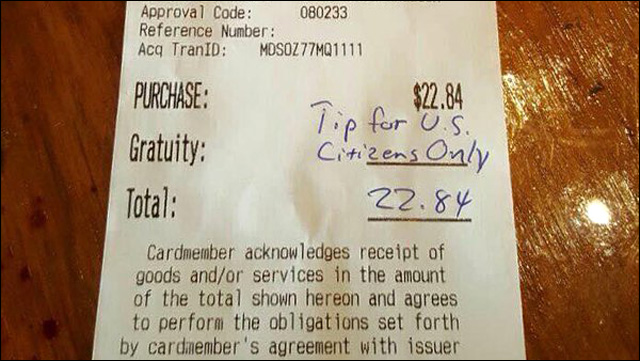 Approval Code: 080233
Reference Number:
Acq TranID: MDSOZ77MQ1111
PURCHASE: $22.84
Tip for U.S.
Gratuity: Citizens Only
Total: 22.84
Cardmember acknowledges receipt of
goods and/or services in the amount
of the total shown hereon and agrees
to perform the obligations set forth
by cardmember's agreement with issuer